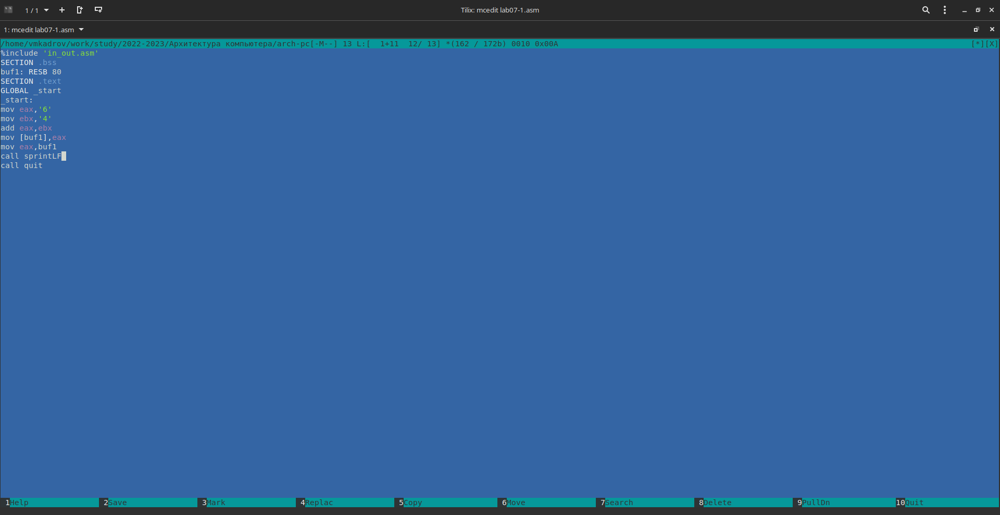 1 / 1
Tilix: mcedit lab07-1.asm
1: mcedit lab07-1.asm
/home/vmkadrov/work/study/2022-2023/Архитектура компьютера/arch-pc[-M--] 13 L:[  1+11  12/ 13] *(162 / 172b) 0010 0x00A [*][X]
%include 'in_out.asm'
SECTION .bss
buf1: RESB 80
SECTION .text
GLOBAL _start
_start:
mov eax,'6'
mov ebx,'4'
add eax,ebx
mov [buf1],eax
mov eax,buf1
call sprintLF
call quit
1Help 2Save 3Mark 4Replac 5Copy 6Move 7Search 8Delete 9PullDn 10Quit